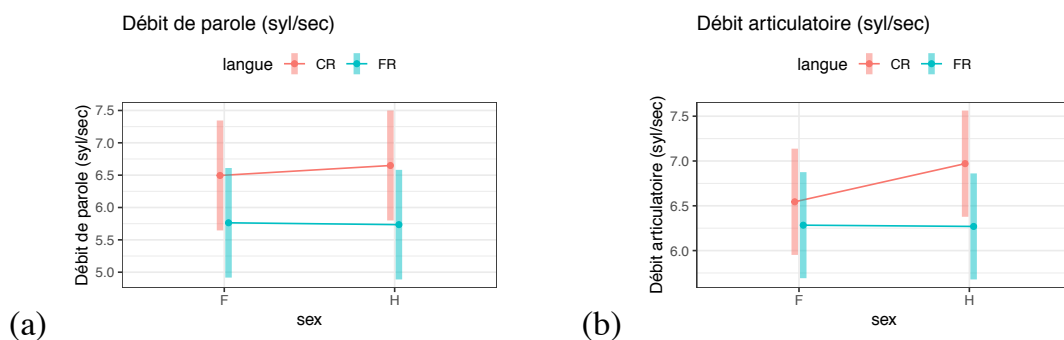 Débit de parole (syl/sec)
langue CR FR
Débit de parole (syl/sec)
7.5
7.0
6.5
6.0
5.5
5.0
F H
sex
(a)
Débit articulatoire (syl/sec)
langue CR FR
Débit articulatoire (syl/sec)
7.5
7.0
6.5
6.0
F H
sex
(b)